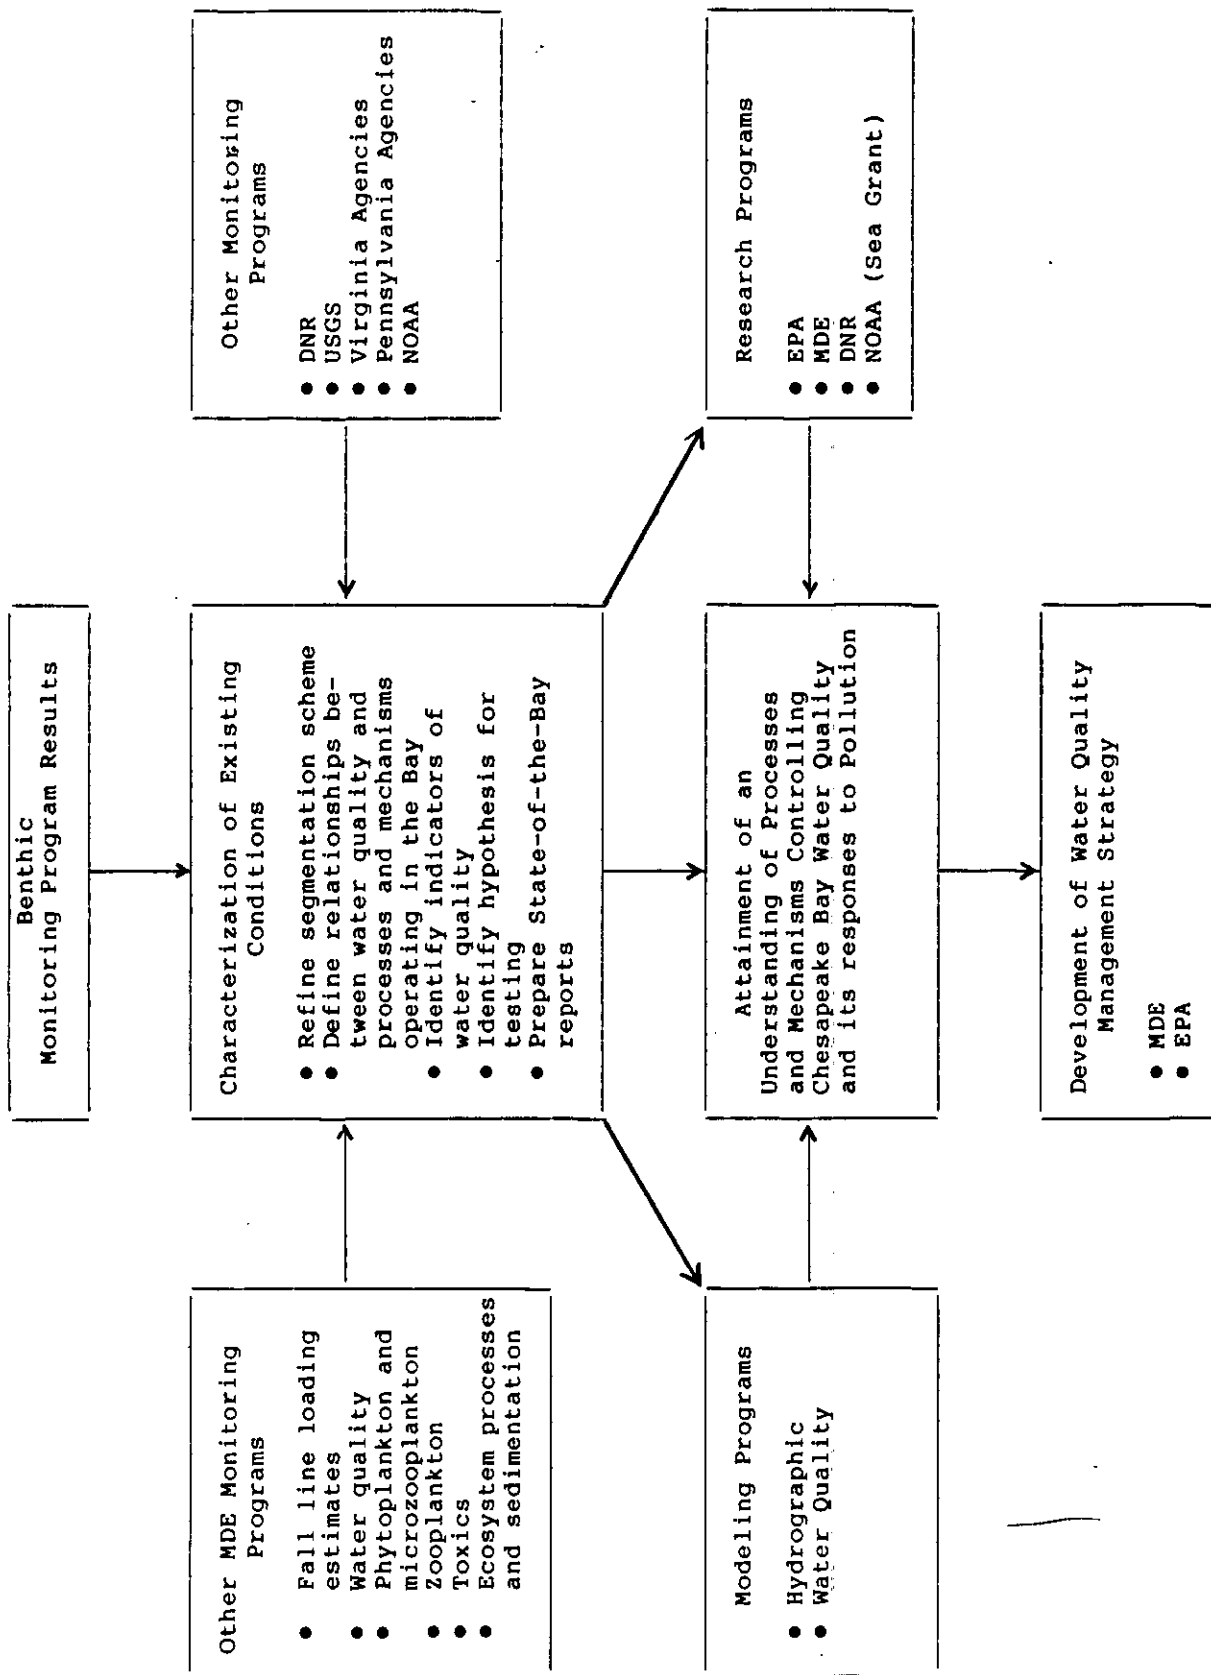 Benthic
Monitoring Program Results
Other MDE Monitoring
Programs
● Fall line loading
estimates
● Water quality
● Phytoplankton and
microzooplankton
● Zooplankton
● Toxics
● Ecosystem processes
and sedimentation
Characterization of Existing
Conditions
● Refine segmentation scheme
● Define relationships be-
tween water quality and
processes and mechanisms
operating in the Bay
● Identify indicators of
water quality
● Identify hypothesis for
testing
● Prepare State-of-the-Bay
reports
Other Monitoring
Programs
● DNR
● USGS
● Virginia Agencies
● Pennsylvania Agencies
● NOAA
Modeling Programs
● Hydrographic
● Water Quality
Attainment of an
Understanding of Processes
and Mechanisms Controlling
Chesapeake Bay Water Quality
and its responses to Pollution
Research Programs
● EPA
● MDE
● DNR
● NOAA (Sea Grant)
Development of Water Quality
Management Strategy
● MDE
● EPA